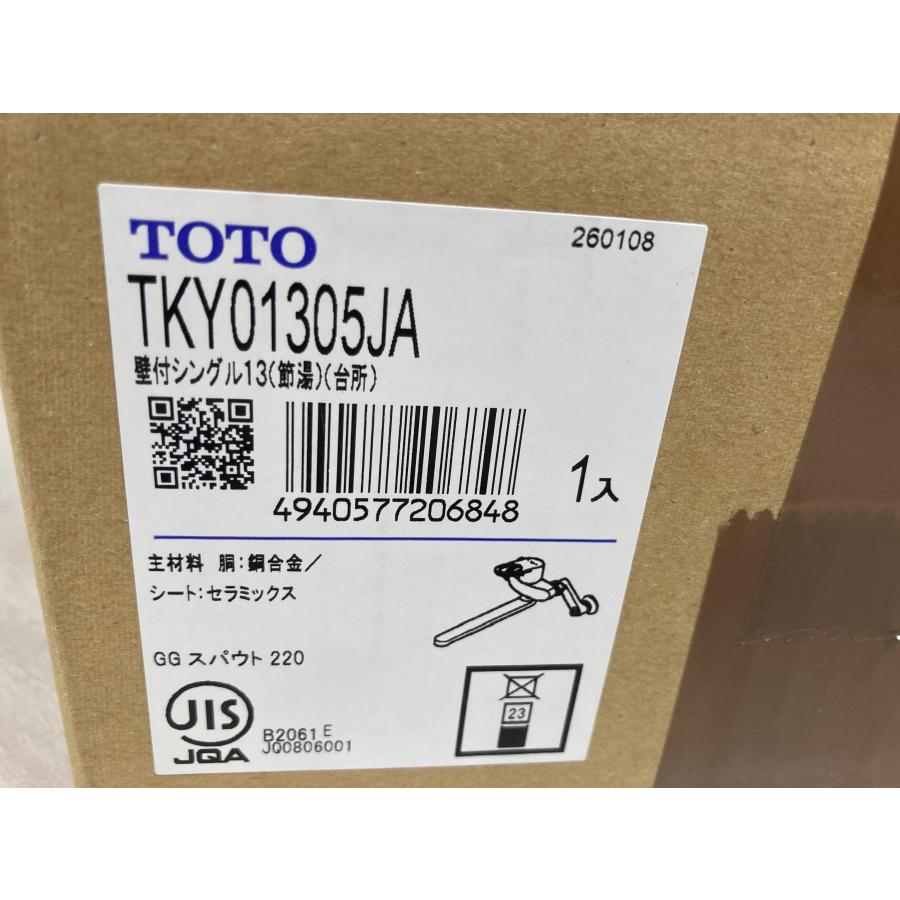 TOTO
260108
TKY01305JA
壁付シングル13(節湯)(台所)
4940577206848
1入
主材料 胴:銅合金/
シート:セラミックス
GG スパウト 220
JIS
JQA
B2061 E
JQ0806001
23